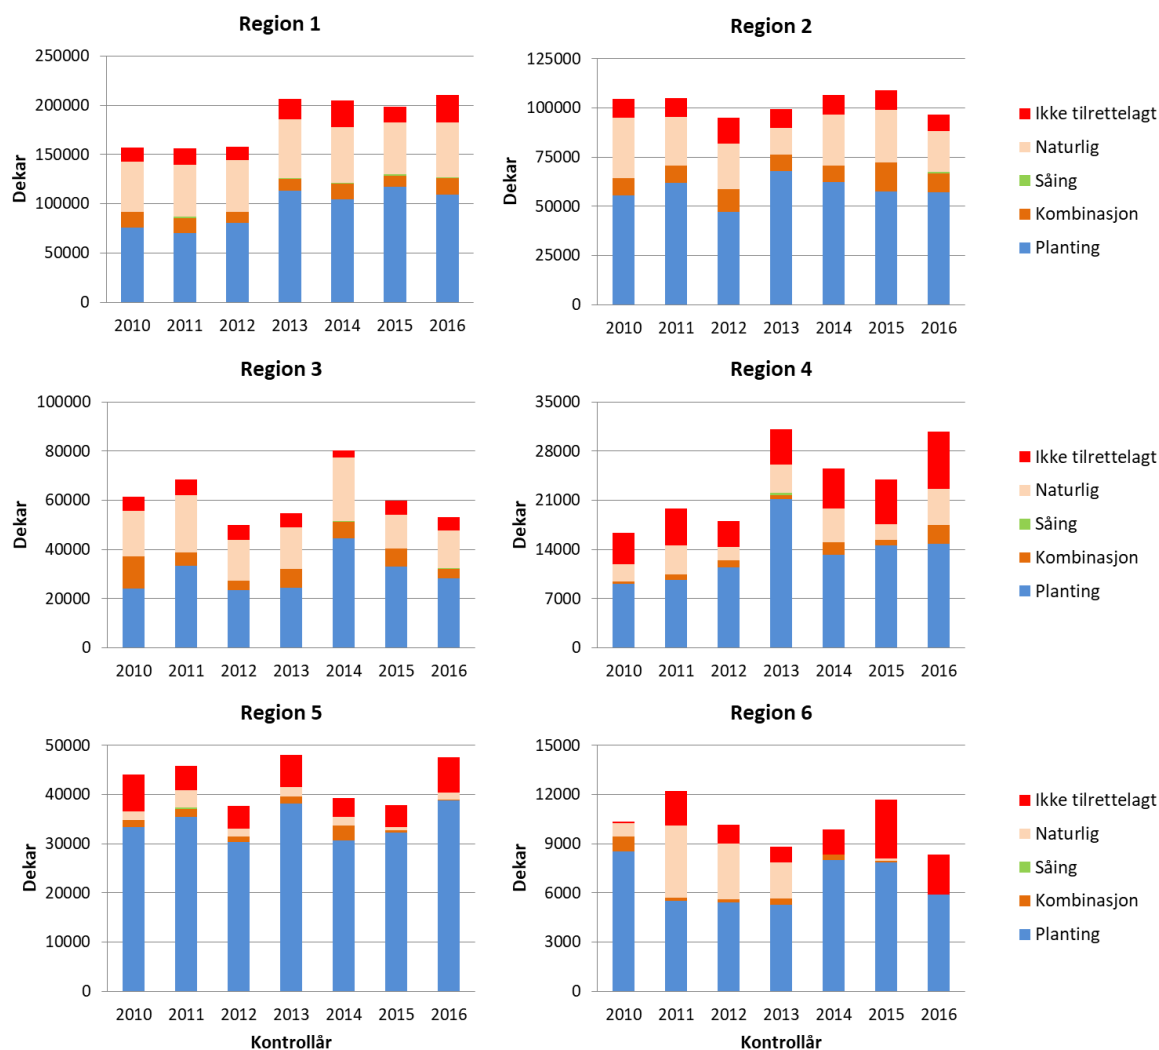 Region 1
Dekar
250000
200000
150000
100000
50000
0
2010 2011 2012 2013 2014 2015 2016
Region 2
Dekar
125000
100000
75000
50000
25000
0
2010 2011 2012 2013 2014 2015 2016
Ikke tilrettelagt
Naturlig
Såing
Kombinasjon
Planting
Region 3
Dekar
100000
80000
60000
40000
20000
0
2010 2011 2012 2013 2014 2015 2016
Region 4
Dekar
35000
28000
21000
14000
7000
0
2010 2011 2012 2013 2014 2015 2016
Ikke tilrettelagt
Naturlig
Såing
Kombinasjon
Planting
Region 5
Dekar
50000
40000
30000
20000
10000
0
2010 2011 2012 2013 2014 2015 2016
Kontrollår
Region 6
Dekar
15000
12000
9000
6000
3000
0
2010 2011 2012 2013 2014 2015 2016
Kontrollår
Ikke tilrettelagt
Naturlig
Såing
Kombinasjon
Planting